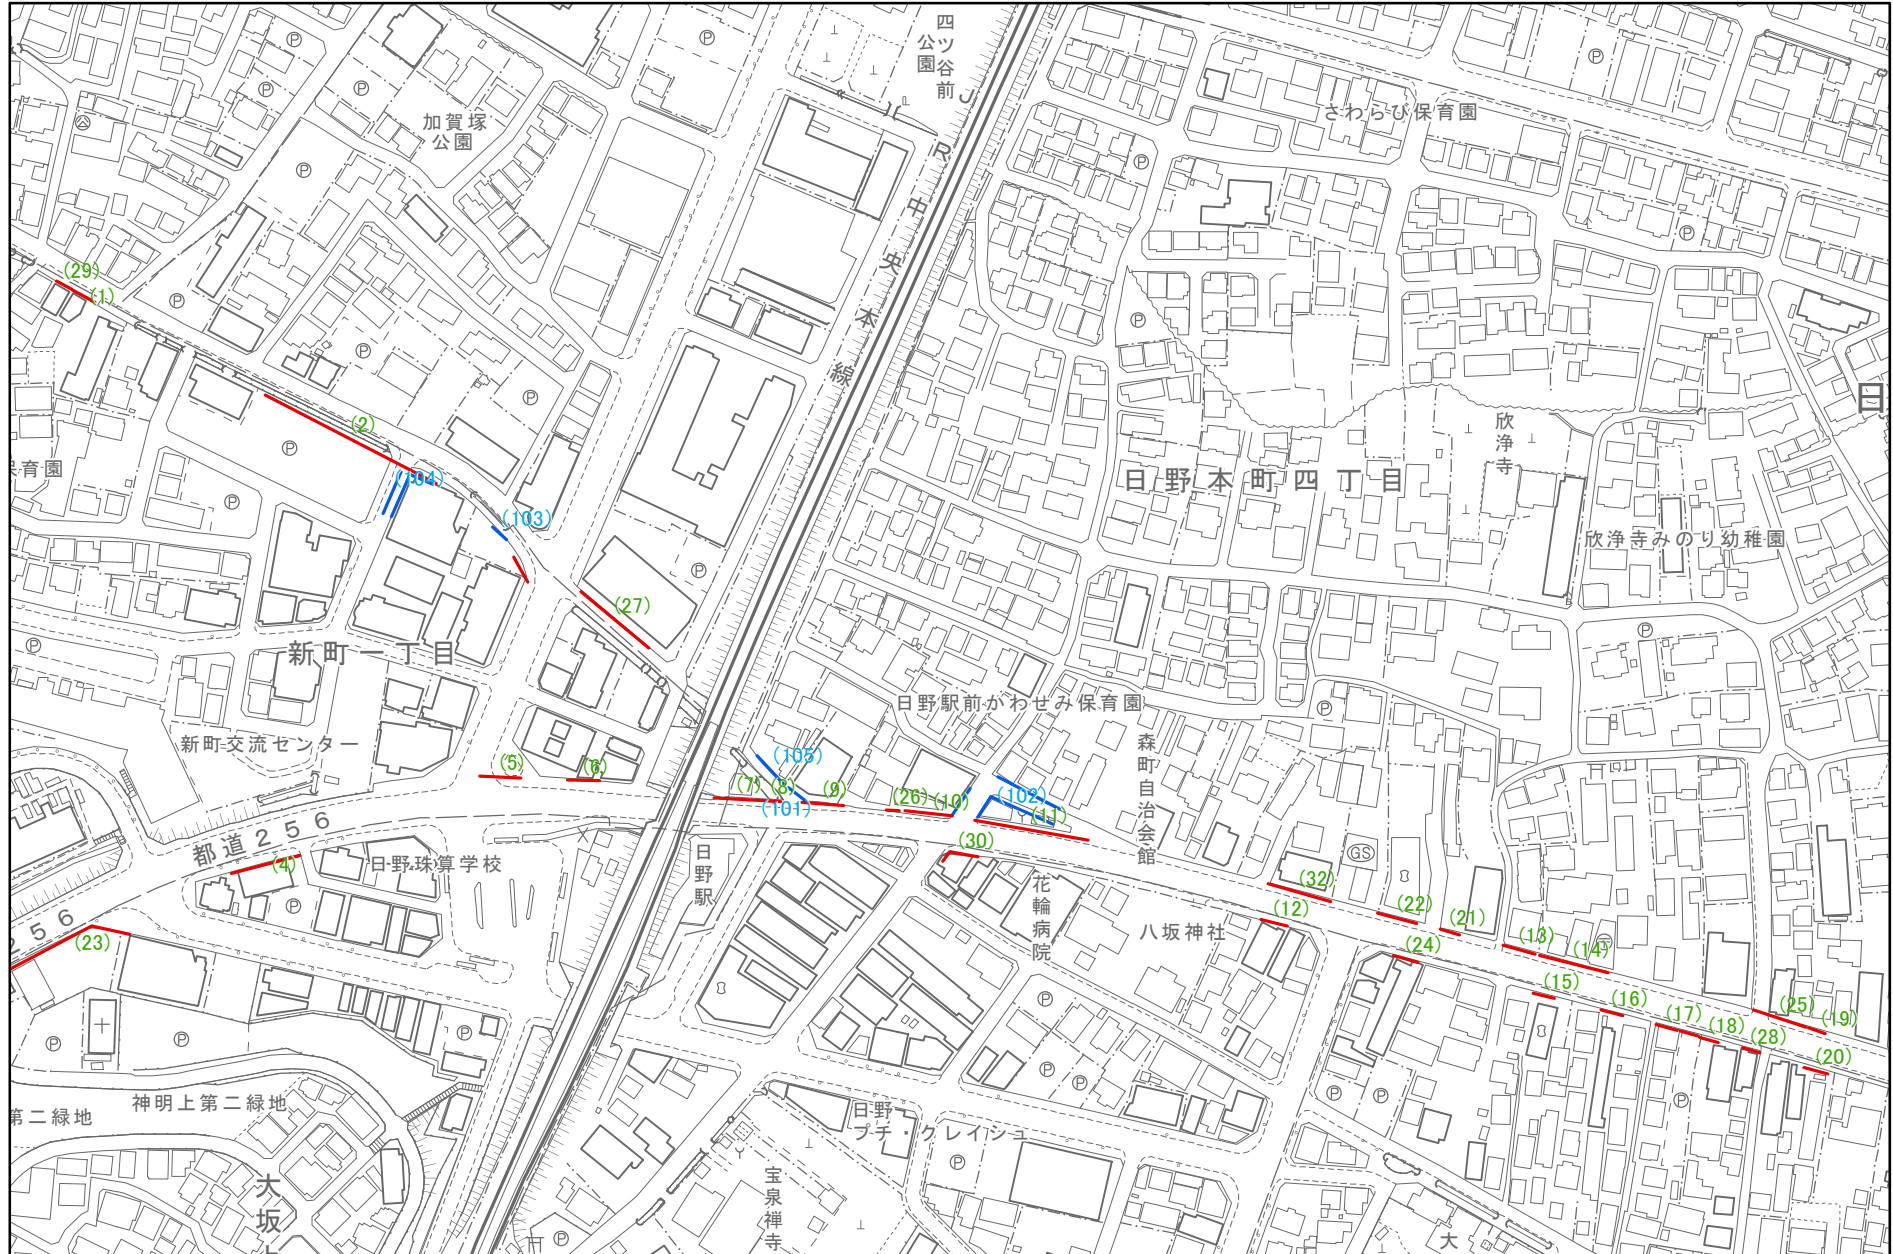 四ツ谷前
公園
加賀塚
公園
さわらび保育園
JR中央本線
(29)
(1)
(2)
(104)
(103)
保育園
欣浄寺
日野本町四丁目
日
欣浄寺みのり幼稚園
(27)
新町一丁目
日野駅前かわせみ保育園
新町交流センター
森町自治会館
(5)
(6)
(105)
(7)
(8)
(9)
(101)
(26)
(10)
(102)
(11)
都道256
(4)
日野珠算学校
日野駅
(30)
花輪病院
GS
(32)
(12)
(22)
(21)
八坂神社
(13)
(14)
(24)
256
(23)
(15)
(16)
(17)
(18)
(25)
(19)
(28)
(20)
第二緑地
神明上第二緑地
日野
プチ・クレイシュ
宝泉禅寺
大坂上
大